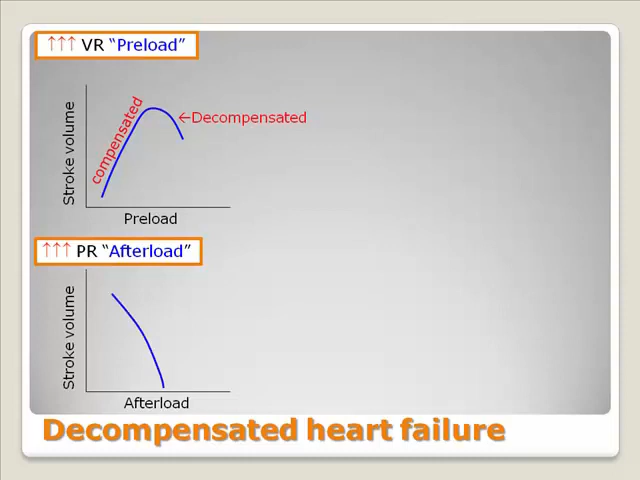 ↑↑↑ VR “Preload”
Stroke volume
compensated
←Decompensated
Preload
↑↑↑ PR “Afterload”
Stroke volume
Afterload
Decompensated heart failure